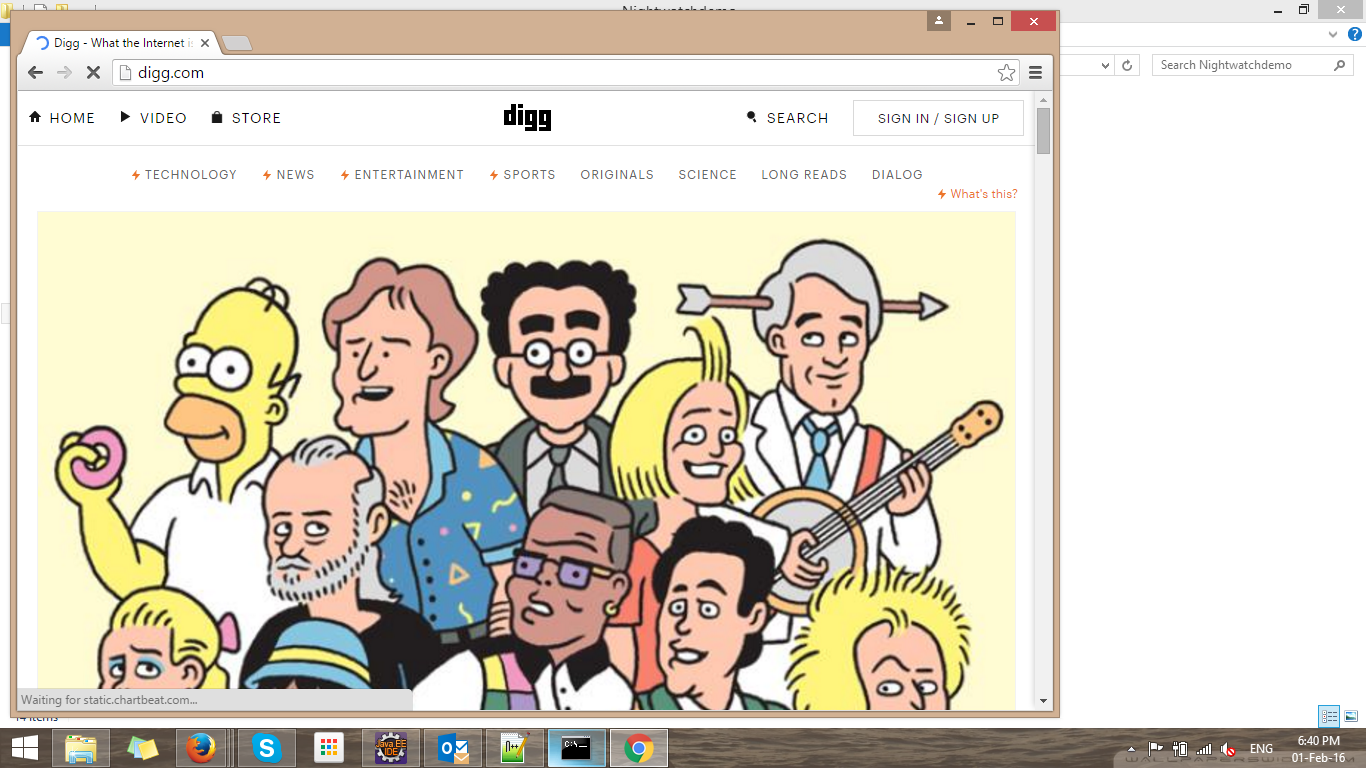 Nightwatchdemo
Digg - What the Internet is
digg.com
Search Nightwatchdemo
HOME
VIDEO
STORE
digg
SEARCH
SIGN IN / SIGN UP
TECHNOLOGY
NEWS
ENTERTAINMENT
SPORTS
ORIGINALS
SCIENCE
LONG READS
DIALOG
What's this?
Waiting for static.chartbeat.com...
14 items
Java EE
IDE
C:\
ENG
6:40 PM
01-Feb-16